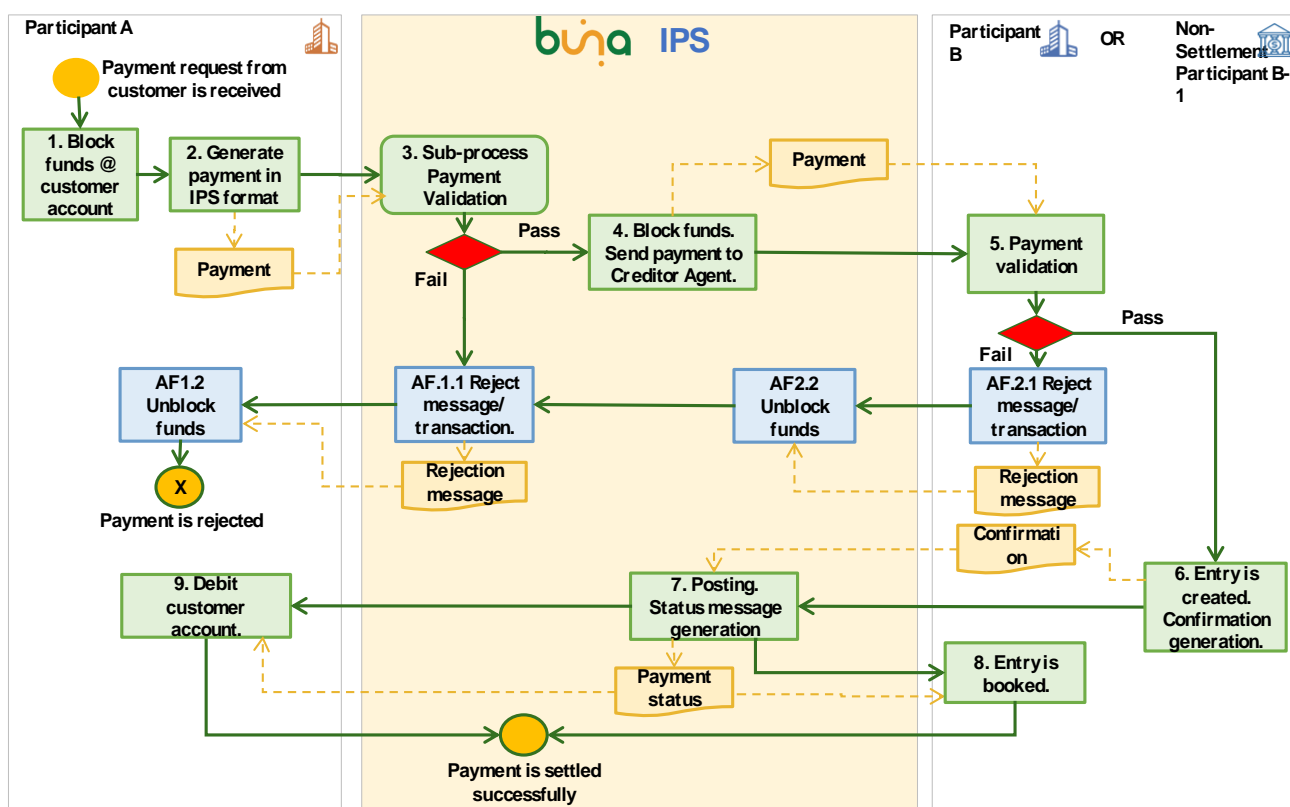 Participant A
buna IPS
Participant
B
OR
Non-
Settlement
Participant B-
1
Payment request from
customer is received
1. Block
funds @
customer
account
2. Generate
payment in
IPS format
3. Sub-process
Payment
Validation
Payment
Payment
Pass
Fail
4. Block funds.
Send payment to
Creditor Agent.
5. Payment
validation
Pass
Fail
AF1.2
Unblock
funds
AF.1.1 Reject
message/
transaction.
AF2.2
Unblock
funds
AF.2.1 Reject
message/
transaction
Rejection
message
Rejection
message
X
Payment is rejected
Confirmati
on
9. Debit
customer
account.
7. Posting.
Status message
generation
6. Entry is
created.
Confirmation
generation.
Payment
status
8. Entry is
booked.
Payment is settled
successfully